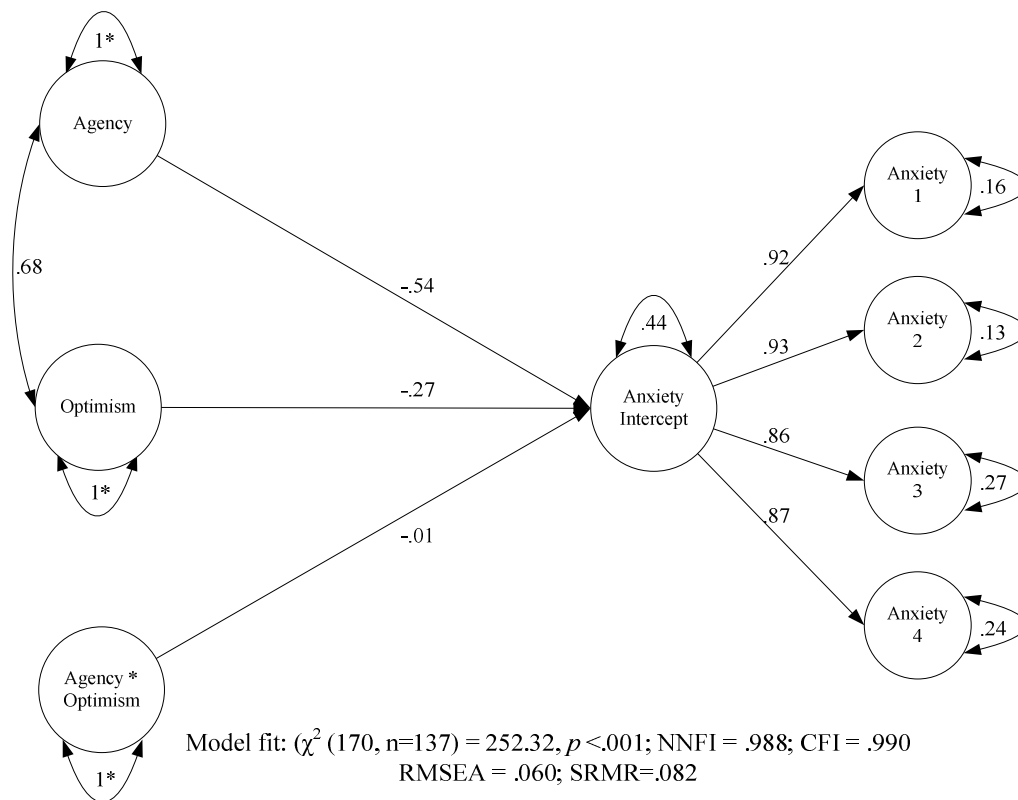 1*
Agency
.68
-.54
Optimism
1*
-.27
-.01
Agency *
Optimism
1*
.44
Anxiety
Intercept
.92
.93
.86
.87
Anxiety
1
.16
Anxiety
2
.13
Anxiety
3
.27
Anxiety
4
.24
Model fit: (χ² (170, n=137) = 252.32, p <.001; NNFI = .988; CFI = .990
RMSEA = .060; SRMR=.082